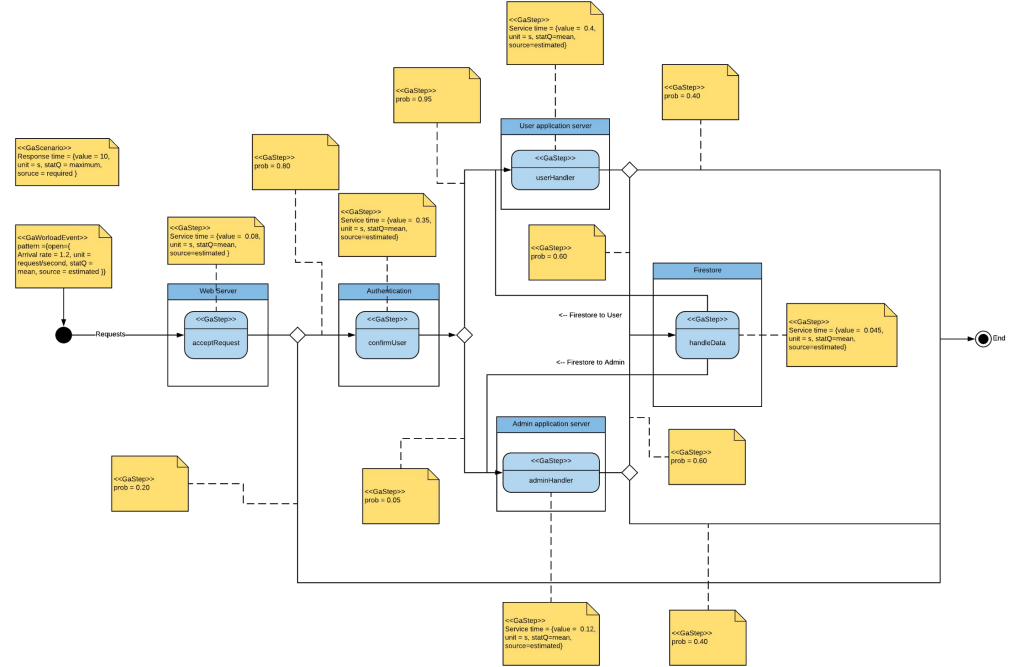 <<GaStep>>
Service time = {value =  0.4,
unit = s, statQ=mean,
source=estimated}
<<GaStep>>
prob = 0.95
<<GaStep>>
prob = 0.40
<<GaScenario>>
Response time = {value = 10,
unit = s, statQ = maximum,
soruce = required }
<<GaStep>>
prob = 0.80
User application server
<<GaStep>>
userHandler
<<GaWorloadEvent>>
pattern ={open={
Arrival rate = 1.2, unit =
request/second, statQ =
mean, source = estimated }}
<<GaStep>>
Service time = {value =  0.08,
unit = s, statQ=mean,
source=estimated }
<<GaStep>>
Service time = {value =  0.35,
unit = s, statQ=mean,
source=estimated}
<<GaStep>>
prob = 0.60
Web Server
<<GaStep>>
acceptRequest
Authentication
<<GaStep>>
confirmUser
Firestore
<<GaStep>>
handleData
<-- Firestore to User
<-- Firestore to Admin
<<GaStep>>
Service time = {value =  0.045,
unit = s, statQ=mean,
source=estimated}
Requests
End
Admin application server
<<GaStep>>
adminHandler
<<GaStep>>
prob = 0.60
<<GaStep>>
prob = 0.20
<<GaStep>>
prob = 0.05
<<GaStep>>
Service time = {value =  0.12,
unit = s, statQ=mean,
source=estimated}
<<GaStep>>
prob = 0.40